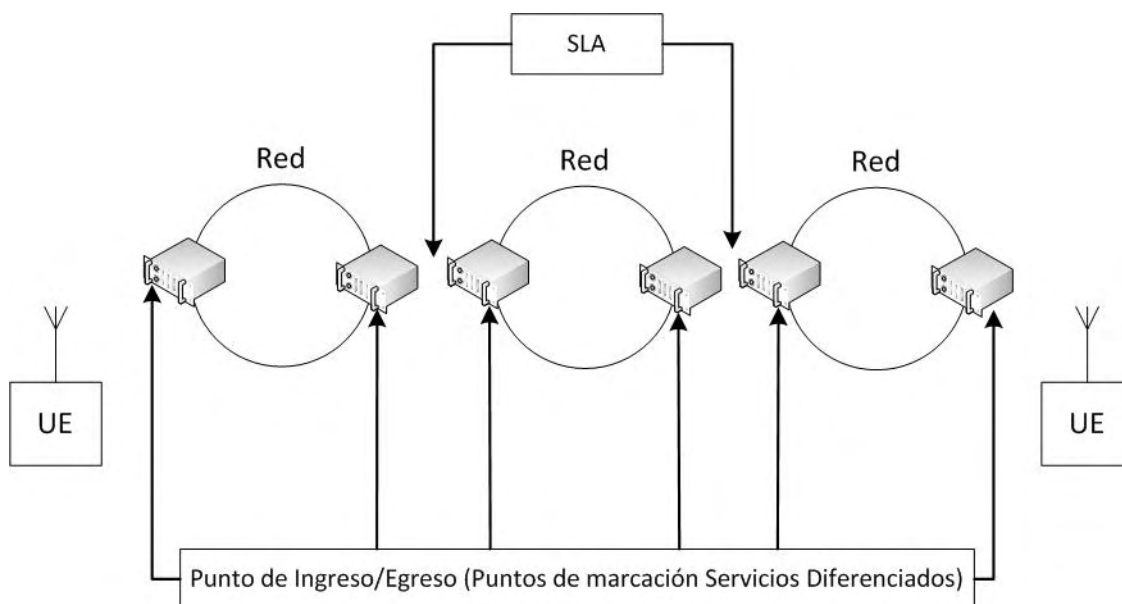 SLA
Red
Red
Red
UE
UE
Punto de Ingreso/Egreso (Puntos de marcación Servicios Diferenciados)